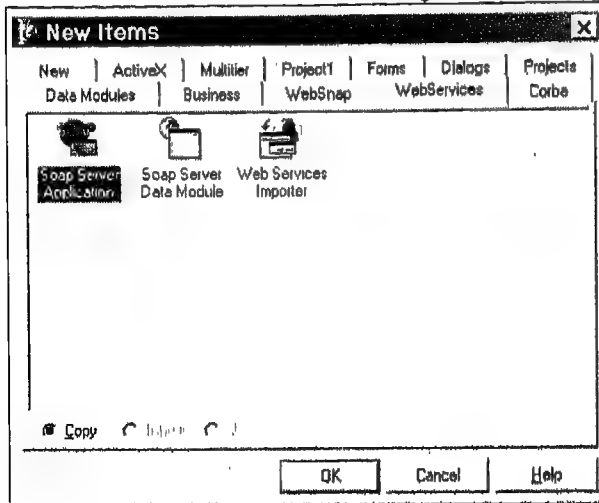 New Items
New ActiveX Multitier Project1 Forms Dialogs Projects
Data Modules Business WebSnap WebServices Corba
Soap Server Application
Soap Server Data Module
Web Services Importer
Copy
OK Cancel Help